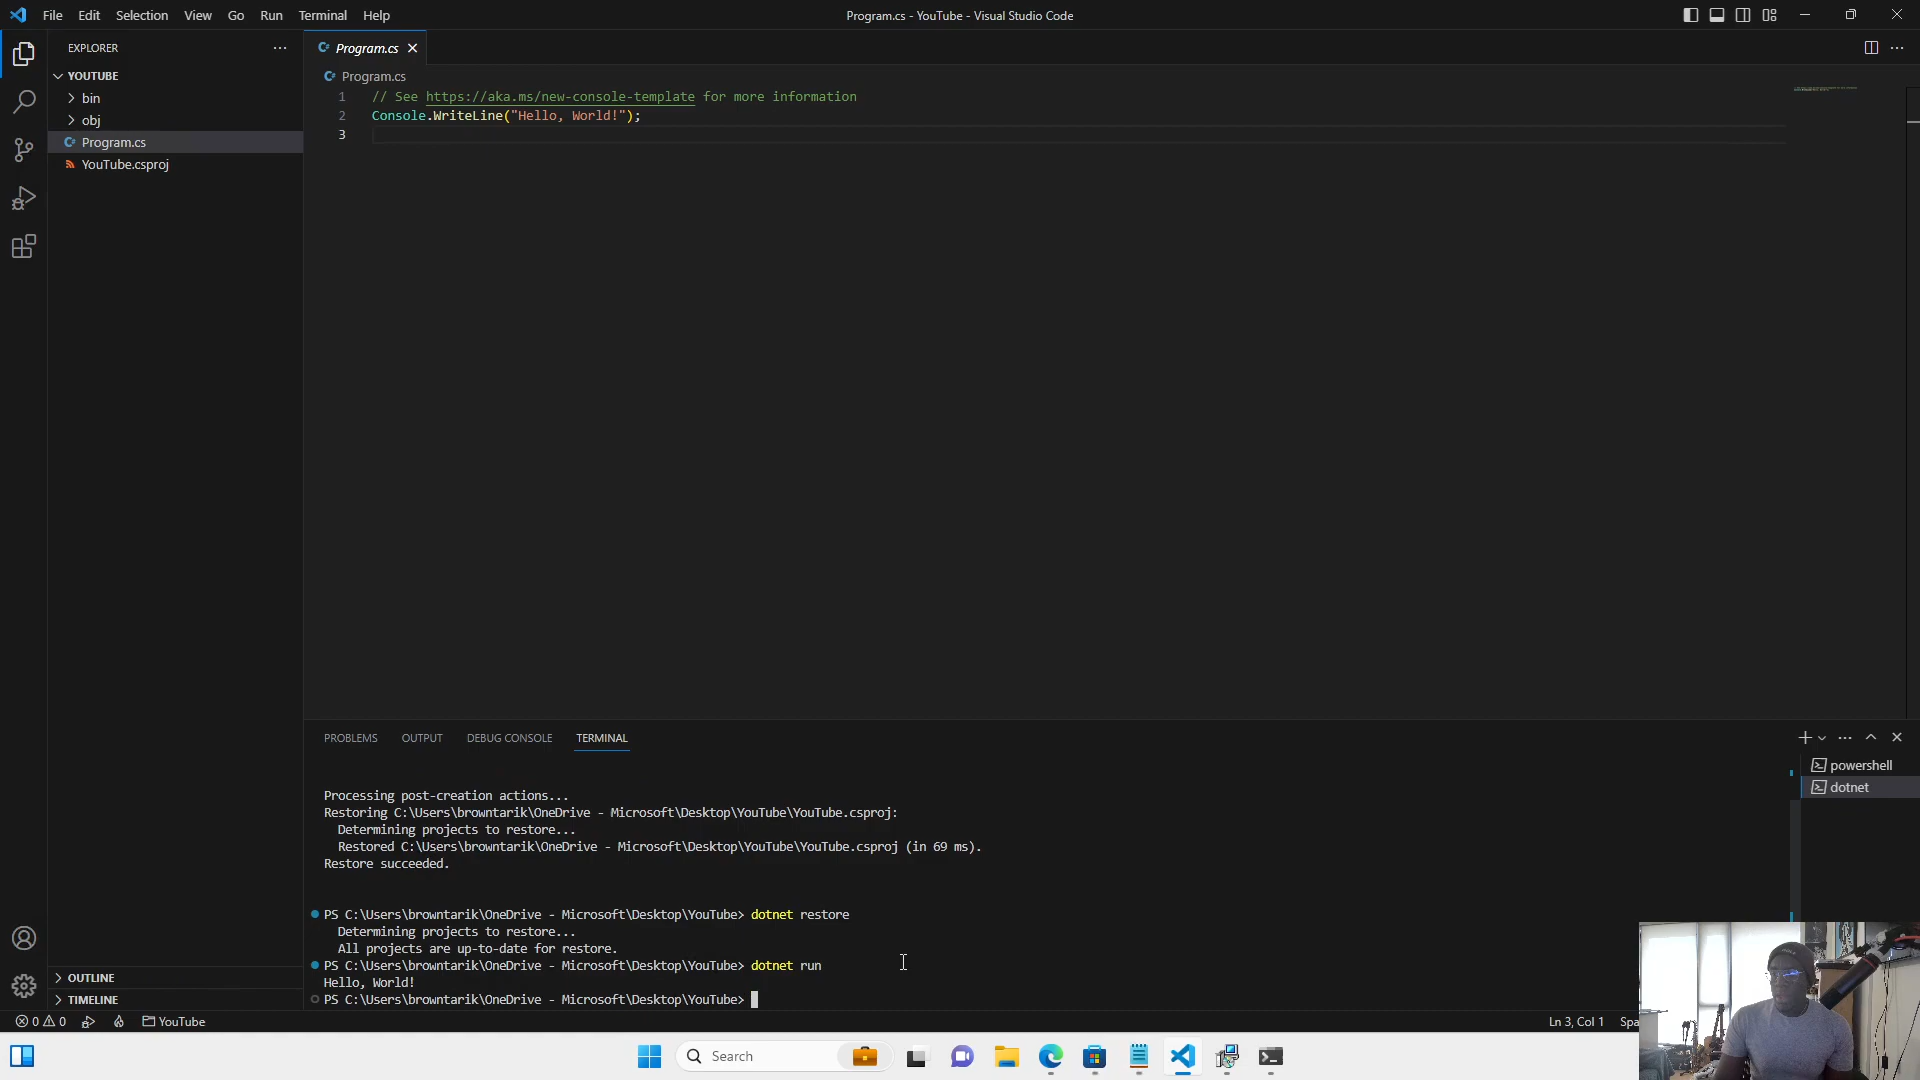 File Edit Selection View Go Run Terminal Help
Program.cs - YouTube - Visual Studio Code
EXPLORER
YOUTUBE
bin
obj
Program.cs
YouTube.csproj
OUTLINE
TIMELINE
Program.cs
Program.cs
1 // See https://aka.ms/new-console-template for more information
2 Console.WriteLine("Hello, World!");
3
PROBLEMS OUTPUT DEBUG CONSOLE TERMINAL
powershell
dotnet
Processing post-creation actions...
Restoring C:\Users\browntarik\OneDrive - Microsoft\Desktop\YouTube\YouTube.csproj:
Determining projects to restore...
Restored C:\Users\browntarik\OneDrive - Microsoft\Desktop\YouTube\YouTube.csproj (in 69 ms).
Restore succeeded.
PS C:\Users\browntarik\OneDrive - Microsoft\Desktop\YouTube> dotnet restore
Determining projects to restore...
All projects are up-to-date for restore.
PS C:\Users\browntarik\OneDrive - Microsoft\Desktop\YouTube> dotnet run
Hello, World!
PS C:\Users\browntarik\OneDrive - Microsoft\Desktop\YouTube>
0 0 YouTube
Ln 3, Col 1 Spa
Search